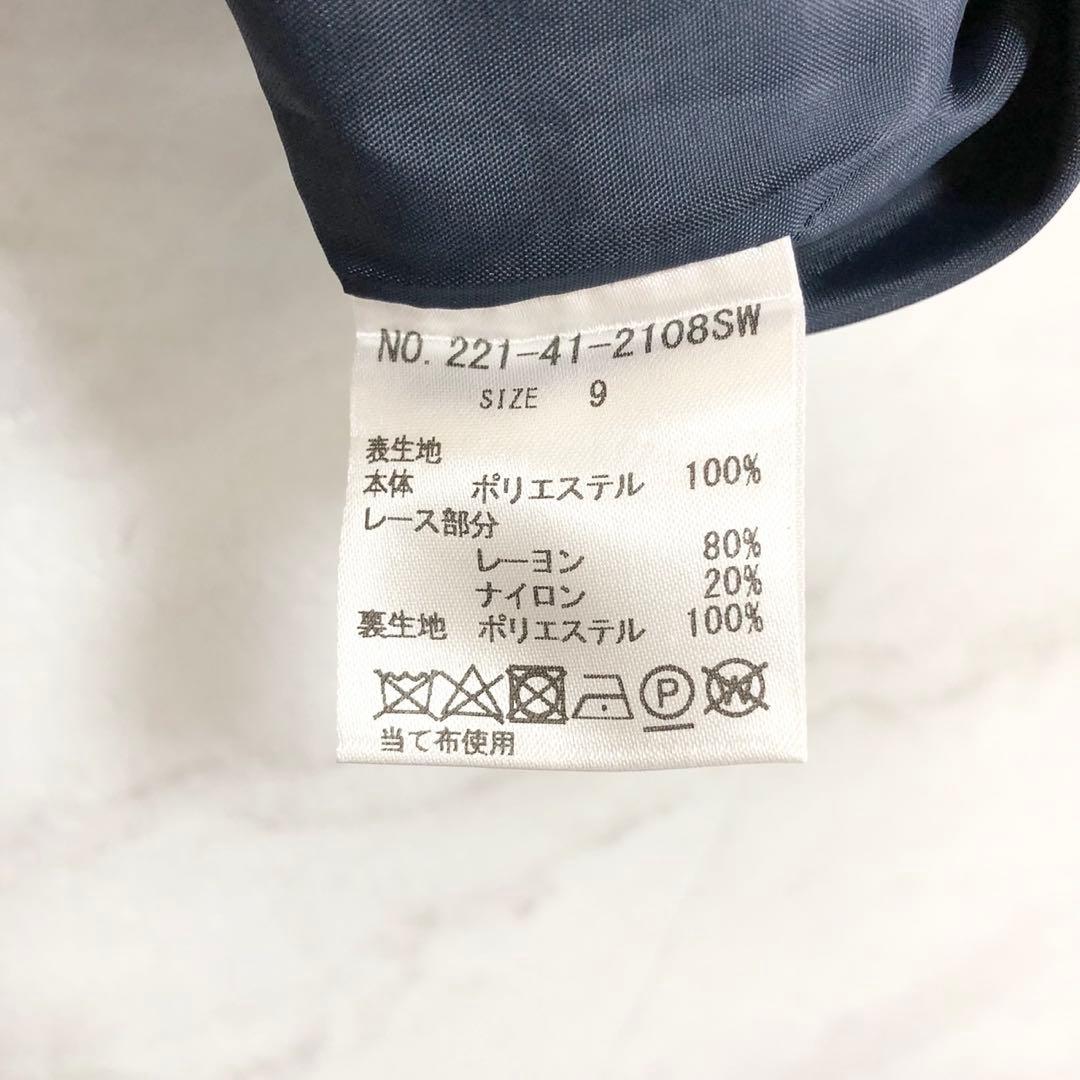 NO. 221-41-2108SW
SIZE 9
表生地
本体 ポリエステル 100%
レース部分
レーヨン 80%
ナイロン 20%
裏生地 ポリエステル 100%
P W
当て布使用